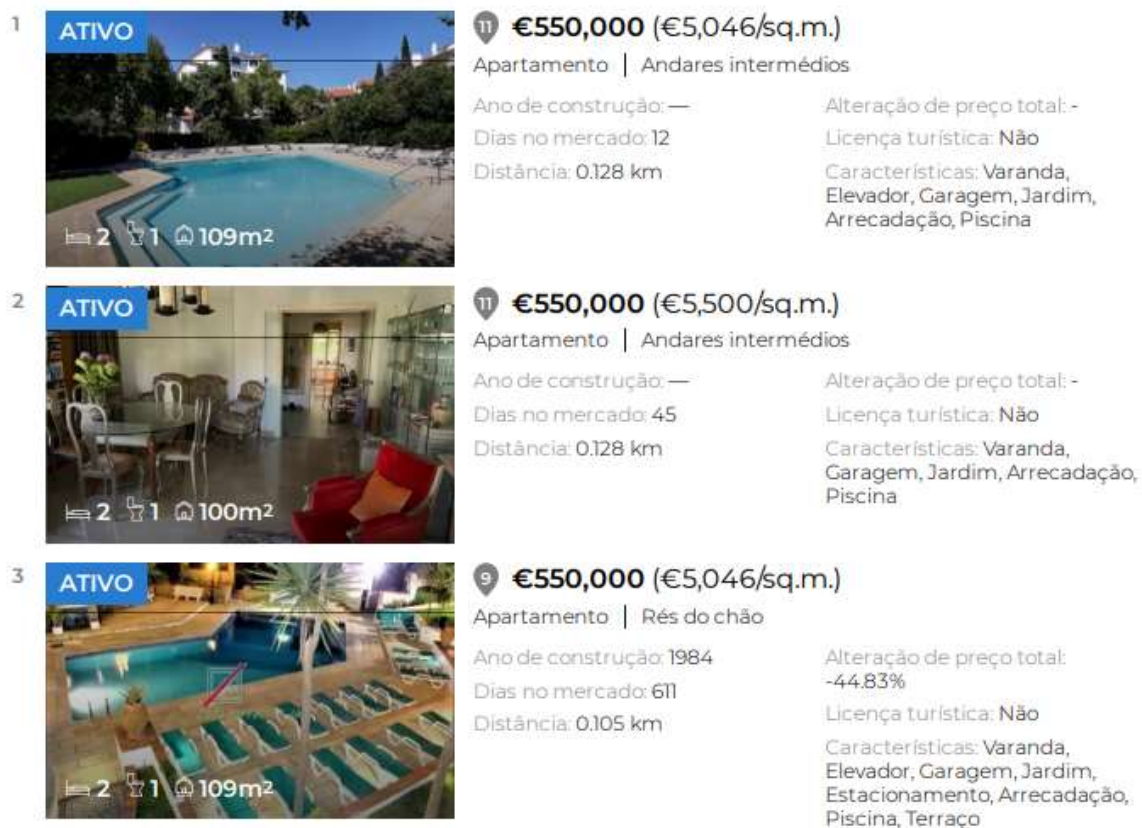 1
ATIVO
2 1 109m²
11 €550,000 (€5,046/sq.m.)
Apartamento | Andares intermédios
Ano de construção: —
Dias no mercado: 12
Distância: 0.128 km
Alteração de preço total: -
Licença turística: Não
Características: Varanda,
Elevador, Garagem, Jardim,
Arrecadação, Piscina
2
ATIVO
2 1 100m²
11 €550,000 (€5,500/sq.m.)
Apartamento | Andares intermédios
Ano de construção: —
Dias no mercado: 45
Distância: 0.128 km
Alteração de preço total: -
Licença turística: Não
Características: Varanda,
Garagem, Jardim, Arrecadação,
Piscina
3
ATIVO
2 1 109m²
9 €550,000 (€5,046/sq.m.)
Apartamento | Rés do chão
Ano de construção: 1984
Dias no mercado: 611
Distância: 0.105 km
Alteração de preço total:
-44.83%
Licença turística: Não
Características: Varanda,
Elevador, Garagem, Jardim,
Estacionamento, Arrecadação,
Piscina, Terraço